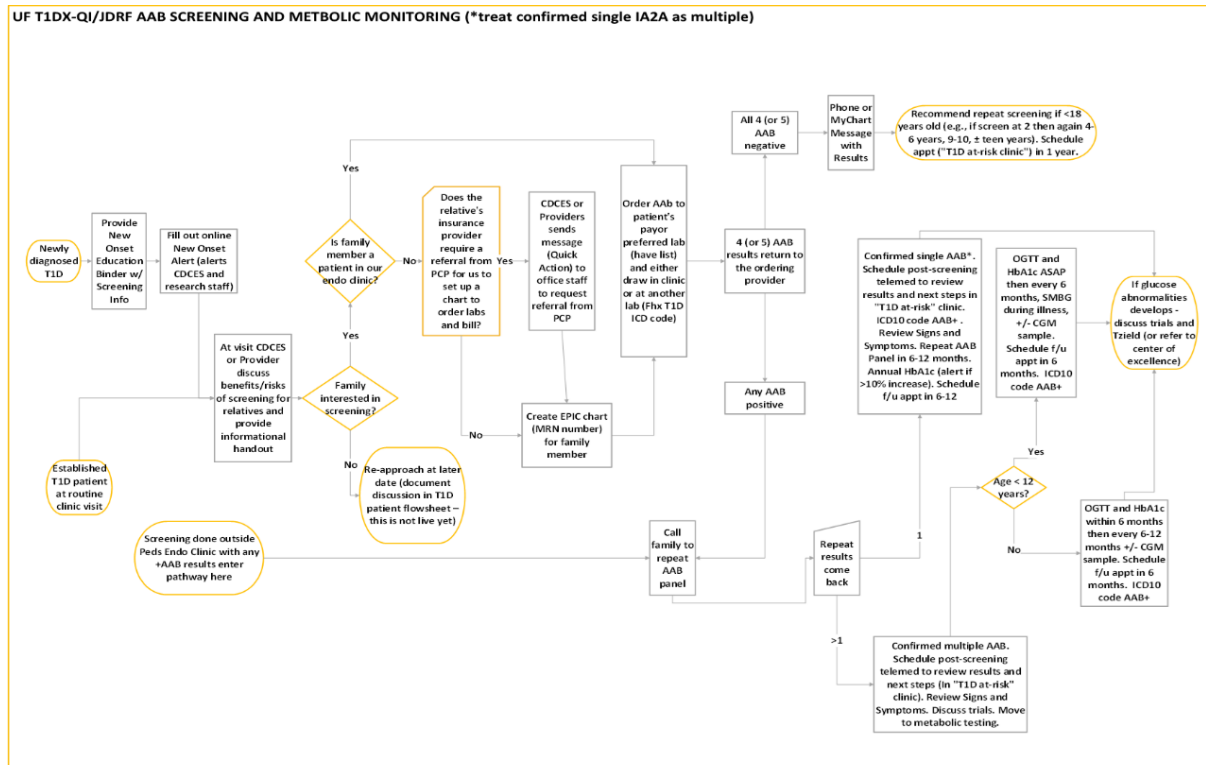 UF T1DX-QI/JDRF AAB SCREENING AND METBOLIC MONITORING (*treat confirmed single IA2A as multiple)
Newly
diagnosed
T1D
Provide
New
Onset
Education
Binder w/
Screening
Info
Fill out online
New Onset
Alert (alerts
CDCES and
research staff)
Established
T1D patient
at routine
clinic visit
At visit CDCES
or Provider
discuss
benefits/risks
of screening for
relatives and
provide
informational
handout
Family
interested in
screening?
No
Re-approach at later
date (document
discussion in T1D
patient flowsheet –
this is not live yet)
Yes
Is family
member a
patient in our
endo clinic?
Yes
No
Does the
relative's
insurance
provider
require a
referral from
PCP for us to
set up a
chart to
order labs
and bill?
Yes
No
CDCES or
Providers
sends
message
(Quick
Action) to
office staff
to request
referral from
PCP
Create EPIC chart
(MRN number)
for family
member
Order AAb to
patient's
payor
preferred lab
(have list)
and either
draw in clinic
or at another
lab (Fhx T1D
ICD code)
4 (or 5) AAB
results return to
the ordering
provider
All 4 (or 5)
AAB
negative
Phone or
MyChart
Message
with
Results
Recommend repeat screening if <18
years old (e.g., if screen at 2 then again 4-
6 years, 9-10, ± teen years). Schedule
appt ("T1D at-risk clinic") in 1 year.
Any AAB
positive
Screening done outside
Peds Endo Clinic with any
+AAB results enter
pathway here
Call
family to
repeat
AAB
panel
Repeat
results
come
back
1
Confirmed single AAB*.
Schedule post-screening
telemed to review
results and next steps in
"T1D at-risk" clinic.
ICD10 code AAB+ .
Review Signs and
Symptoms. Repeat AAB
Panel in 6-12 months.
Annual HbA1c (alert if
>10% increase). Schedule
f/u appt in 6-12
>1
Confirmed multiple AAB.
Schedule post-screening
telemed to review results and
next steps (In "T1D at-risk"
clinic). Review Signs and
Symptoms. Discuss trials. Move
to metabolic testing.
Age < 12
years?
Yes
OGTT and
HbA1c ASAP
then every 6
months, SMBG
during illness,
+/- CGM
sample.
Schedule f/u
appt in 6
months. ICD10
code AAB+
No
OGTT and HbA1c
within 6 months
then every 6-12
months +/- CGM
sample. Schedule
f/u appt in 6
months. ICD10
code AAB+
If glucose
abnormalities
develops -
discuss trials and
Tzield (or refer to
center of
excellence)